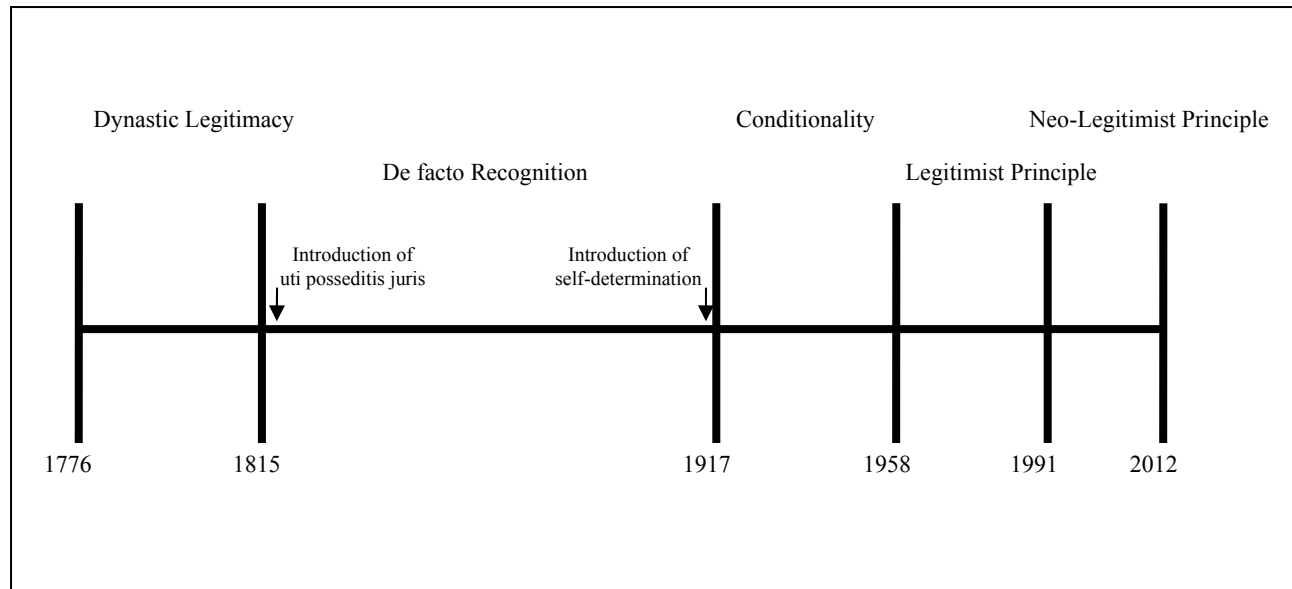 Dynastic Legitimacy
Conditionality
Neo-Legitimist Principle
De facto Recognition
Legitimist Principle
Introduction of
uti posseditis juris
Introduction of
self-determination
1776
1815
1917
1958
1991
2012